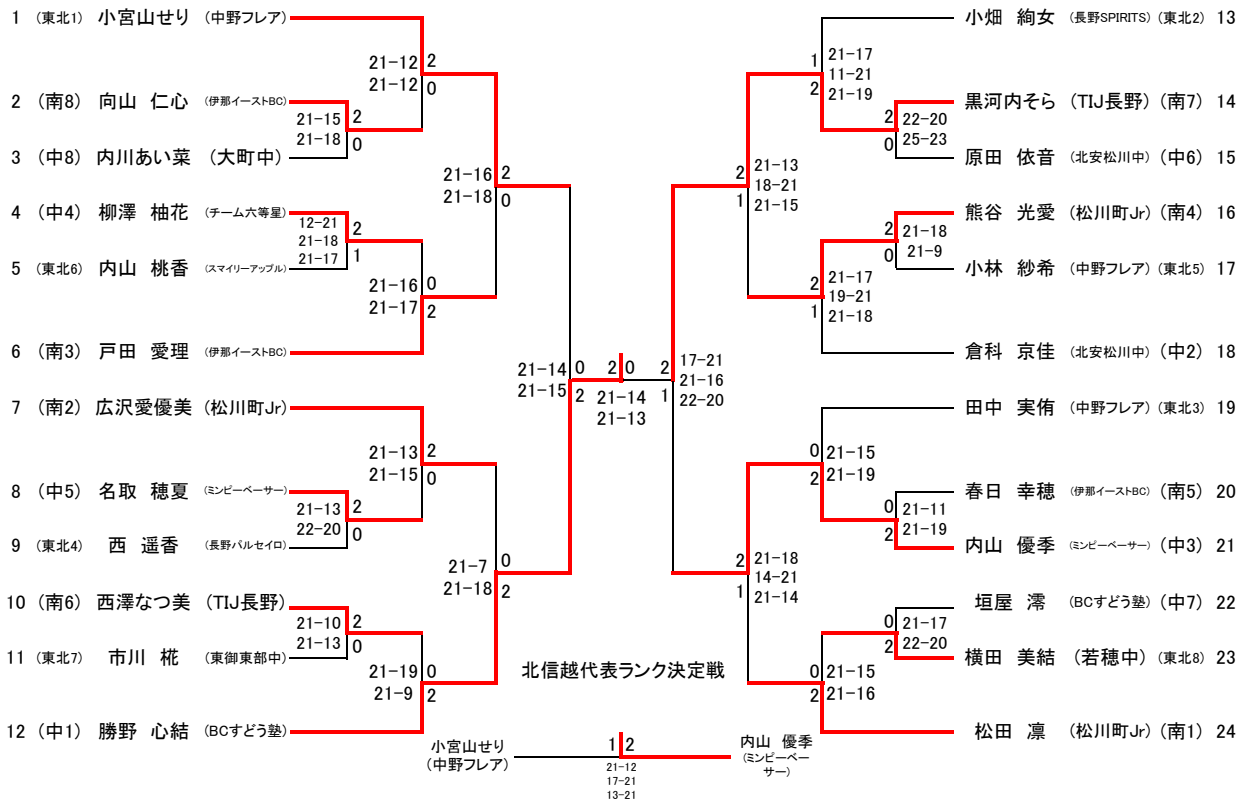 1 (東北1) 小宮山せり (中野フレア)
21-12 2
21-12 0
2 (南8) 向山 仁心 (伊那イーストBC)
21-15 2
21-18 0
3 (中8) 内川あい菜 (大町中)
21-16 2
21-18 0
4 (中4) 柳澤 柚花 (チーム六等星)
12-21 2
21-18
21-17 1
5 (東北6) 内山 桃香 (スマイリーアップル)
21-16 0
21-17 2
6 (南3) 戸田 愛理 (伊那イーストBC)
21-14 0
21-15 2
7 (南2) 広沢愛優美 (松川町Jr)
21-13 2
21-15 0
8 (中5) 名取 穂夏 (ミンピーベーサー)
21-13 2
22-20 0
9 (東北4) 西 遥香 (長野パルセイロ)
21-7 0
21-18 2
10 (南6) 西澤なつ美 (TIJ長野)
21-10 2
21-13 0
11 (東北7) 市川 椛 (東御東部中)
21-19 0
21-9 2
12 (中1) 勝野 心結 (BCすどう塾)
2 0
21-14
21-13
小畑 絢女 (長野SPIRITS) (東北2) 13
1 21-17
11-21
2 21-19
黒河内そら (TIJ長野) (南7) 14
2 22-20
0 25-23
原田 依音 (北安松川中) (中6) 15
2 21-13
18-21
1 21-15
熊谷 光愛 (松川町Jr) (南4) 16
2 21-18
0 21-9
小林 紗希 (中野フレア) (東北5) 17
2 21-17
19-21
1 21-18
倉科 京佳 (北安松川中) (中2) 18
2 17-21
21-16
1 22-20
田中 実侑 (中野フレア) (東北3) 19
0 21-15
2 21-19
春日 幸穂 (伊那イーストBC) (南5) 20
0 21-11
2 21-19
内山 優季 (ミンピーベーサー) (中3) 21
2 21-18
14-21
1 21-14
垣屋 澪 (BCすどう塾) (中7) 22
0 21-17
2 22-20
横田 美結 (若穂中) (東北8) 23
0 21-15
2 21-16
松田 凛 (松川町Jr) (南1) 24
北信越代表ランク決定戦
小宮山せり
(中野フレア)
1 2
21-12
17-21
13-21
内山 優季
(ミンピーベー
サー)